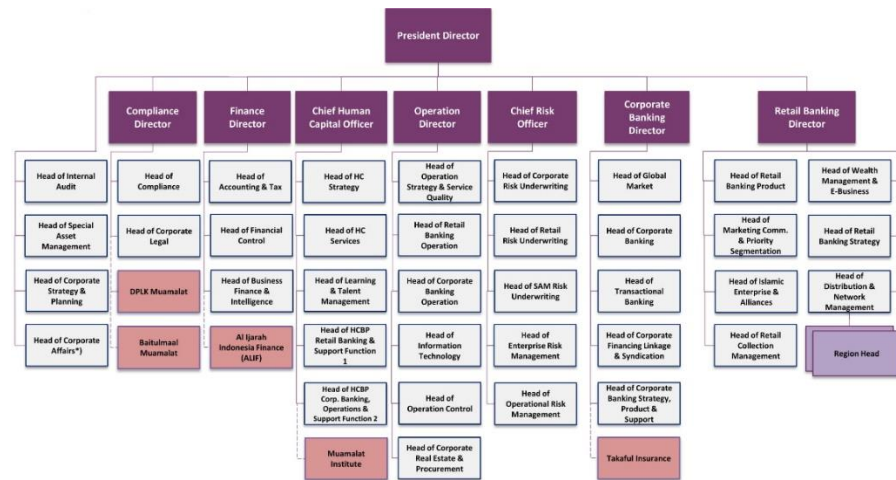 President Director
Compliance
Director
Finance
Director
Chief Human
Capital Officer
Operation
Director
Chief Risk
Officer
Corporate
Banking
Director
Retail Banking
Director
Head of Internal
Audit
Head of Special
Asset
Management
Head of Corporate
Strategy &
Planning
Head of Corporate
Affairs*)
Head of
Compliance
Head of Corporate
Legal
DPLK Muamalat
Baitulmaal
Muamalat
Head of
Accounting & Tax
Head of Financial
Control
Head of Business
Finance &
Intelligence
Al Ijarah
Indonesia Finance
(ALIF)
Head of HC
Strategy
Head of HC
Services
Head of Learning
& Talent
Management
Head of HCBP
Retail Banking &
Support Function
1
Head of HCBP
Corp. Banking,
Operations &
Support Function 2
Muamalat
Institute
Head of
Operation
Strategy & Service
Quality
Head of Retail
Banking
Operation
Head of Corporate
Banking
Operation
Head of
Information
Technology
Head of
Operation Control
Head of Corporate
Real Estate &
Procurement
Head of Corporate
Risk Underwriting
Head of Retail
Risk Underwriting
Head of SAM Risk
Underwriting
Head of
Enterprise Risk
Management
Head of
Operational Risk
Management
Head of Global
Market
Head of Corporate
Banking
Head of
Transactional
Banking
Head of Corporate
Financing Linkage
& Syndication
Head of Corporate
Banking Strategy,
Product &
Support
Takaful Insurance
Head of Retail
Banking Product
Head of
Marketing Comm.
& Priority
Segmentation
Head of Islamic
Enterprise &
Alliances
Head of Retail
Collection
Management
Head of Wealth
Management &
E-Business
Head of Retail
Banking Strategy
Head of
Distribution &
Network
Management
Region Head